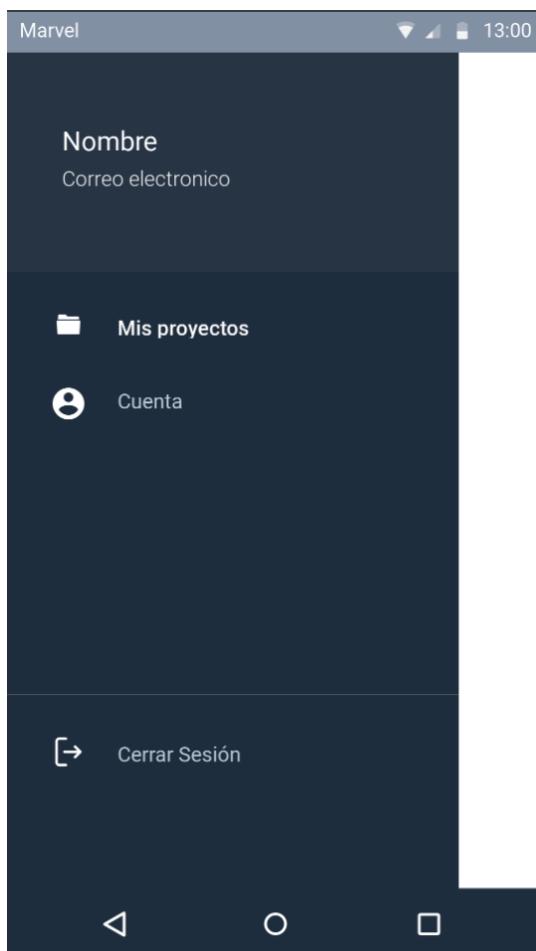 Marvel 13:00
Nombre
Correo electronico
Mis proyectos
Cuenta
Cerrar Sesión